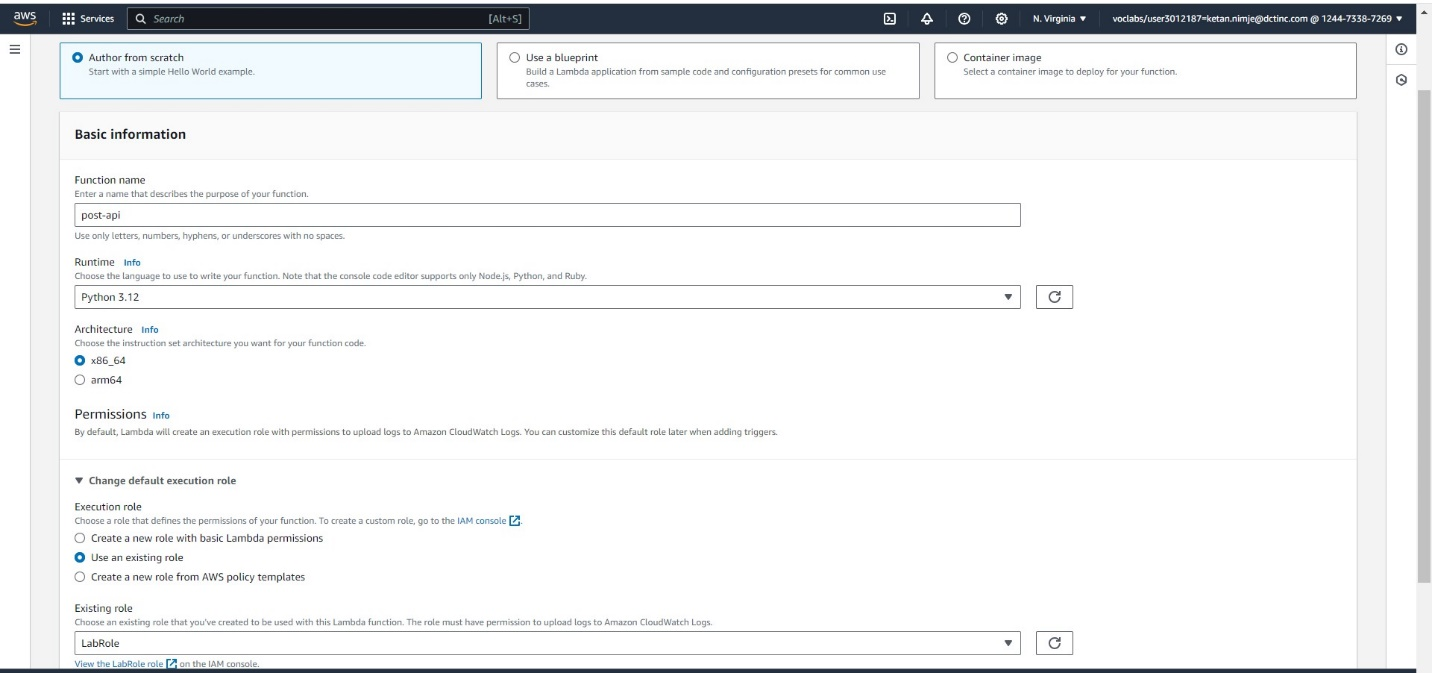 aws
Services
Search
[Alt+S]
N. Virginia
voclabs/user3012187=ketan.nimje@dctinc.com @ 1244-7338-7269
Author from scratch
Start with a simple Hello World example.
Use a blueprint
Build a Lambda application from sample code and configuration presets for common use
cases.
Container image
Select a container image to deploy for your function.
Basic information
Function name
Enter a name that describes the purpose of your function.
post-api
Use only letters, numbers, hyphens, or underscores with no spaces.
Runtime Info
Choose the language to use to write your function. Note that the console code editor supports only Node.js, Python, and Ruby.
Python 3.12
Architecture Info
Choose the instruction set architecture you want for your function code.
x86_64
arm64
Permissions Info
By default, Lambda will create an execution role with permissions to upload logs to Amazon CloudWatch Logs. You can customize this default role later when adding triggers.
Change default execution role
Execution role
Choose a role that defines the permissions of your function. To create a custom role, go to the IAM console.
Create a new role with basic Lambda permissions
Use an existing role
Create a new role from AWS policy templates
Existing role
Choose an existing role that you've created to be used with this Lambda function. The role must have permission to upload logs to Amazon CloudWatch Logs.
LabRole
View the LabRole role on the IAM console.